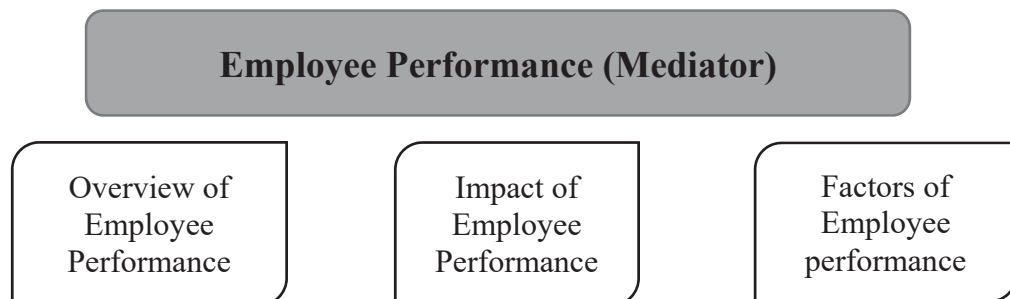 Employee Performance (Mediator)
Overview of
Employee
Performance
Impact of
Employee
Performance
Factors of
Employee
performance